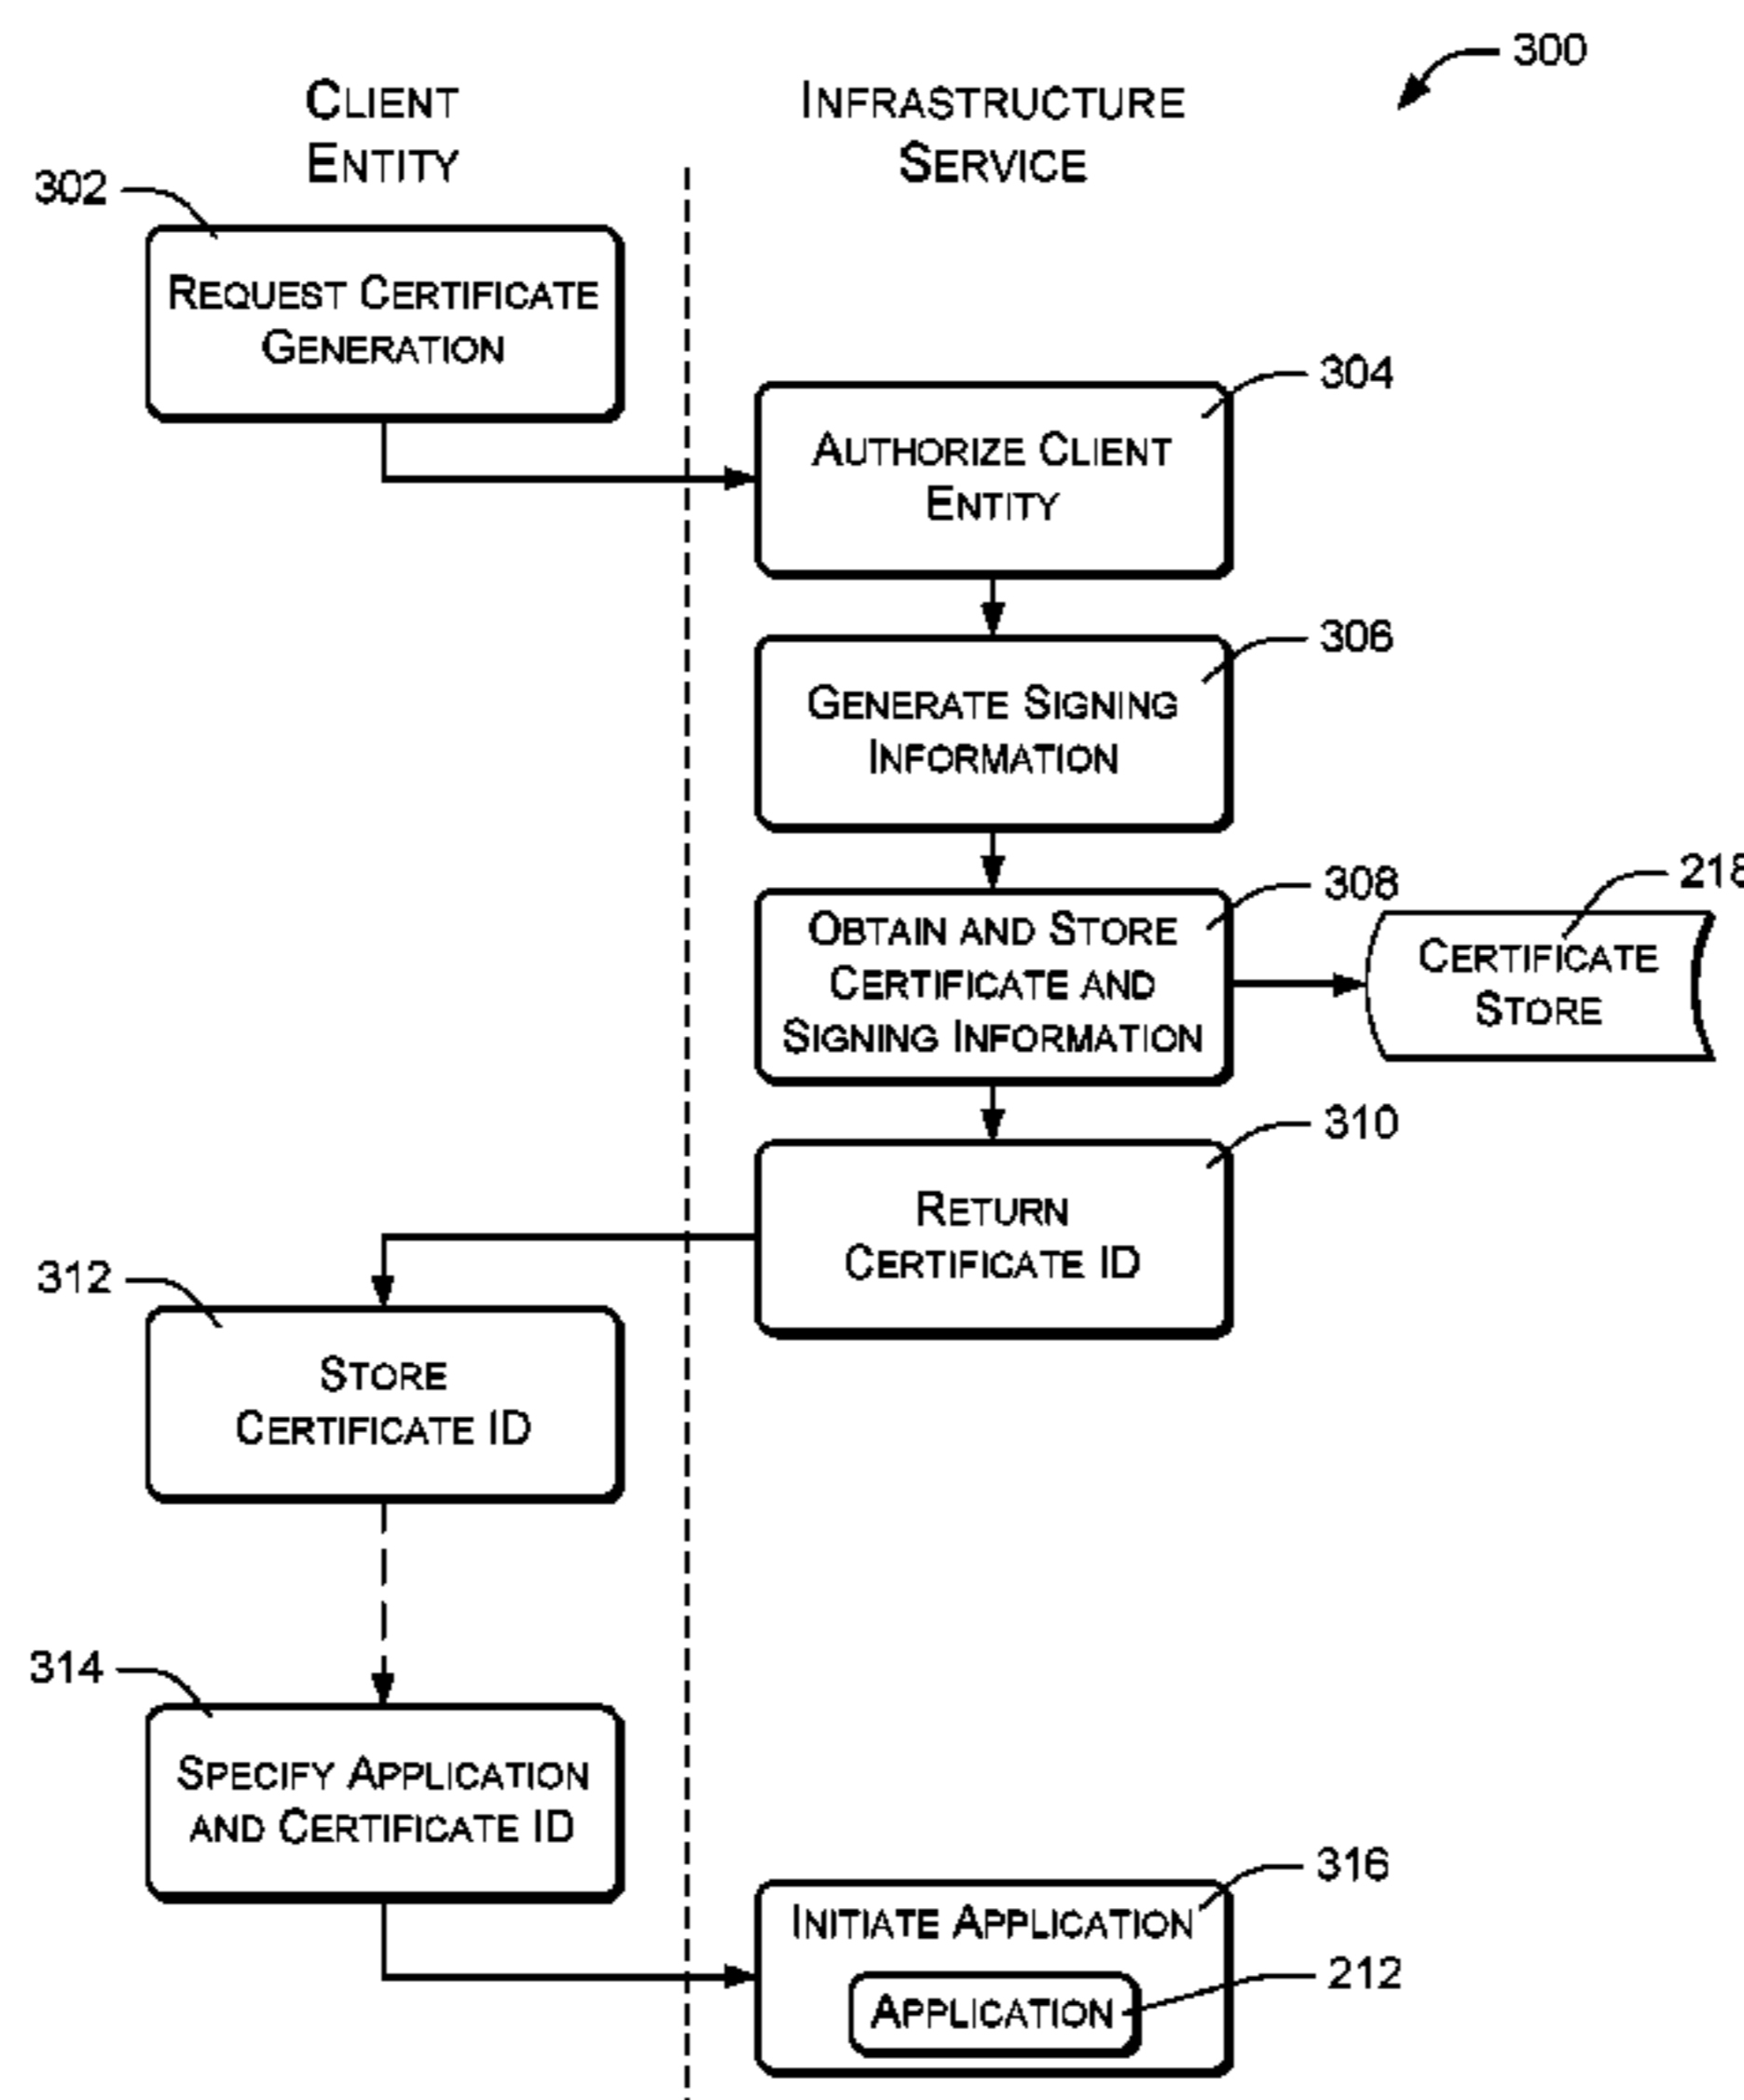 300
CLIENT
ENTITY
INFRASTRUCTURE
SERVICE
302
REQUEST CERTIFICATE
GENERATION
304
AUTHORIZE CLIENT
ENTITY
306
GENERATE SIGNING
INFORMATION
308
OBTAIN AND STORE
CERTIFICATE AND
SIGNING INFORMATION
218
CERTIFICATE
STORE
310
RETURN
CERTIFICATE ID
312
STORE
CERTIFICATE ID
314
SPECIFY APPLICATION
AND CERTIFICATE ID
316
INITIATE APPLICATION
212
APPLICATION